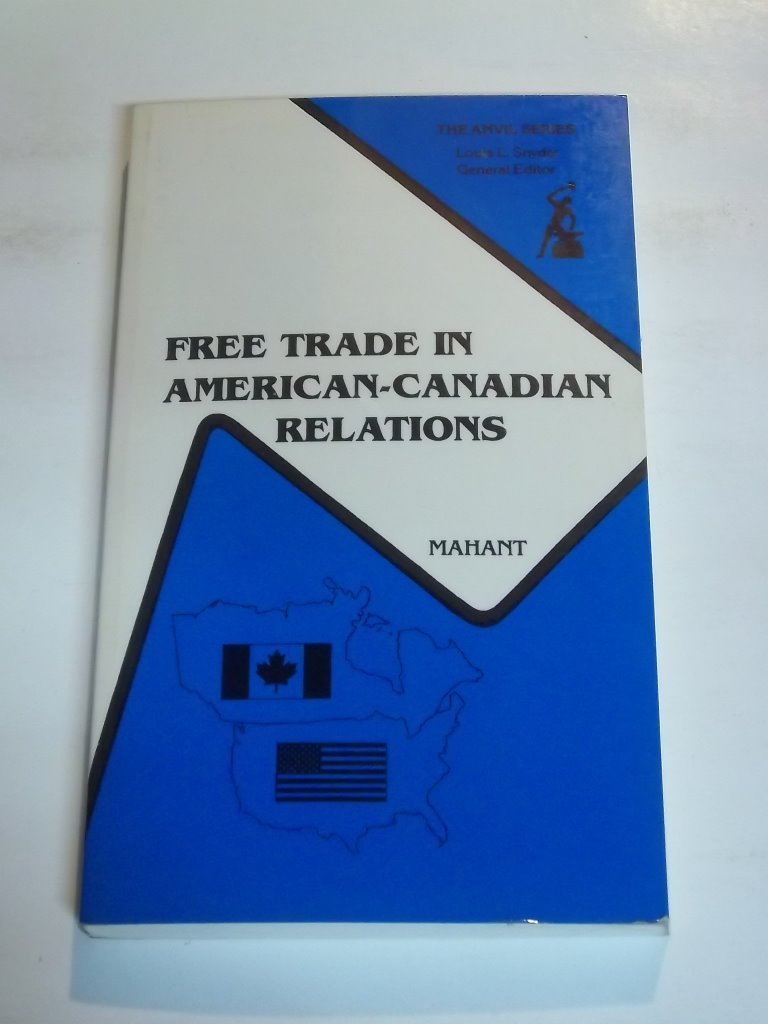 THE ANVIL SERIES
Louis L. Snyder
General Editor
FREE TRADE IN
AMERICAN-CANADIAN
RELATIONS
MAHANT